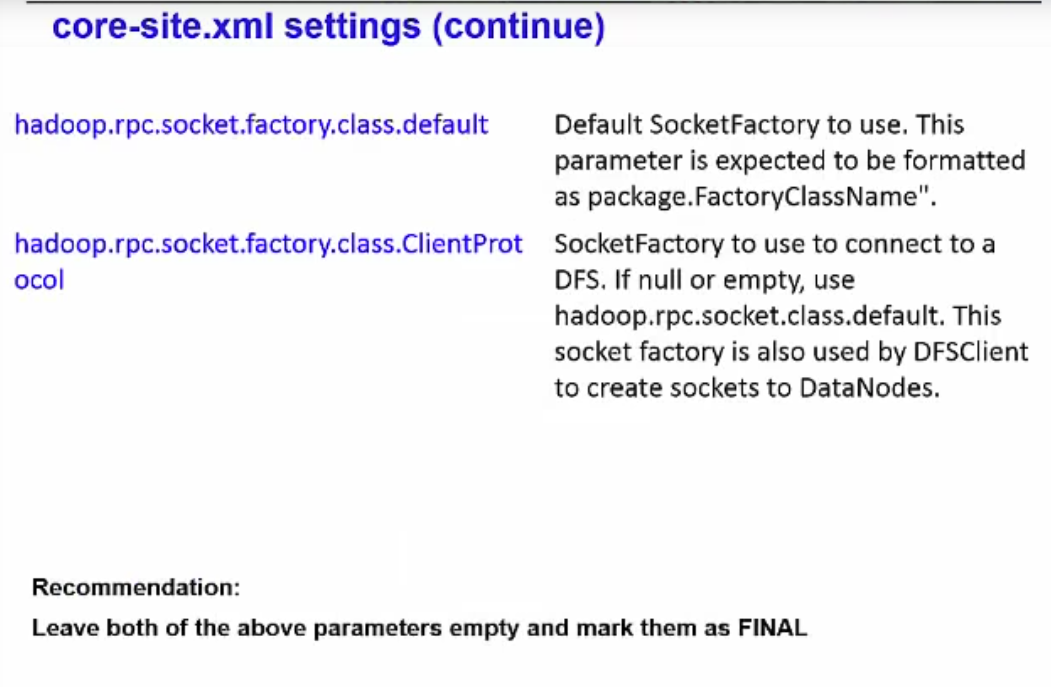 core-site.xml settings (continue)
hadoop.rpc.socket.factory.class.default
Default SocketFactory to use. This
parameter is expected to be formatted
as package.FactoryClassName".
hadoop.rpc.socket.factory.class.ClientProt
ocol
SocketFactory to use to connect to a
DFS. If null or empty, use
hadoop.rpc.socket.class.default. This
socket factory is also used by DFSClient
to create sockets to DataNodes.
Recommendation:
Leave both of the above parameters empty and mark them as FINAL